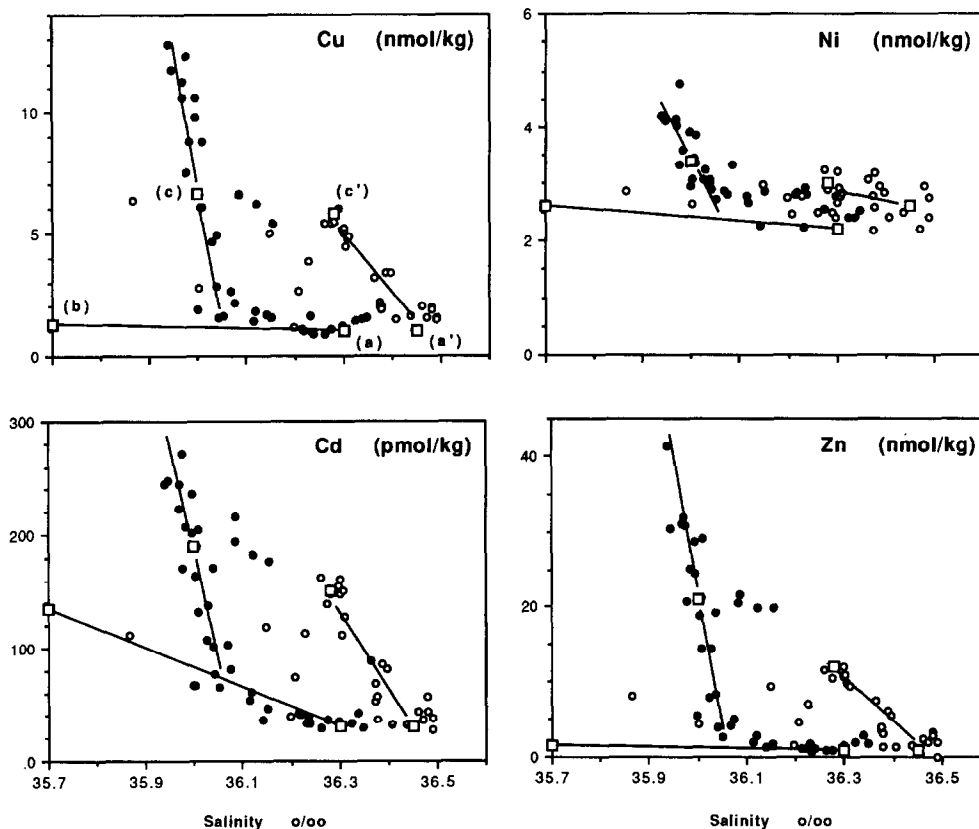 Cu (nmol/kg)
10
5
0
(c)
(c')
(b)
(a)
(a')
Ni (nmol/kg)
6
4
2
0
Cd (pmol/kg)
300
200
100
.0
35.7 35.9 36.1 36.3 36.5
Salinity o/oo
Zn (nmol/kg)
40
20
0
35.7 35.9 36.1 36.3 36.5
Salinity o/oo